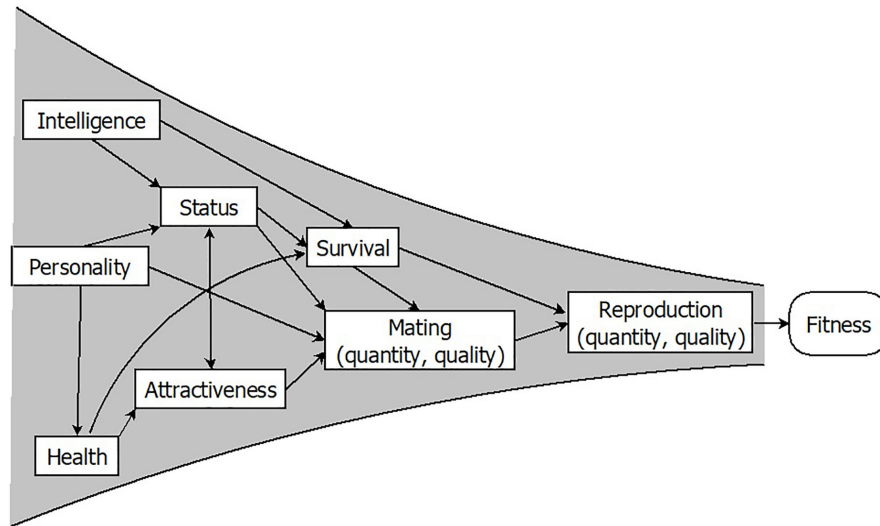 Intelligence
Status
Survival
Personality
Reproduction
(quantity, quality)
Fitness
Mating
(quantity, quality)
Attractiveness
Health